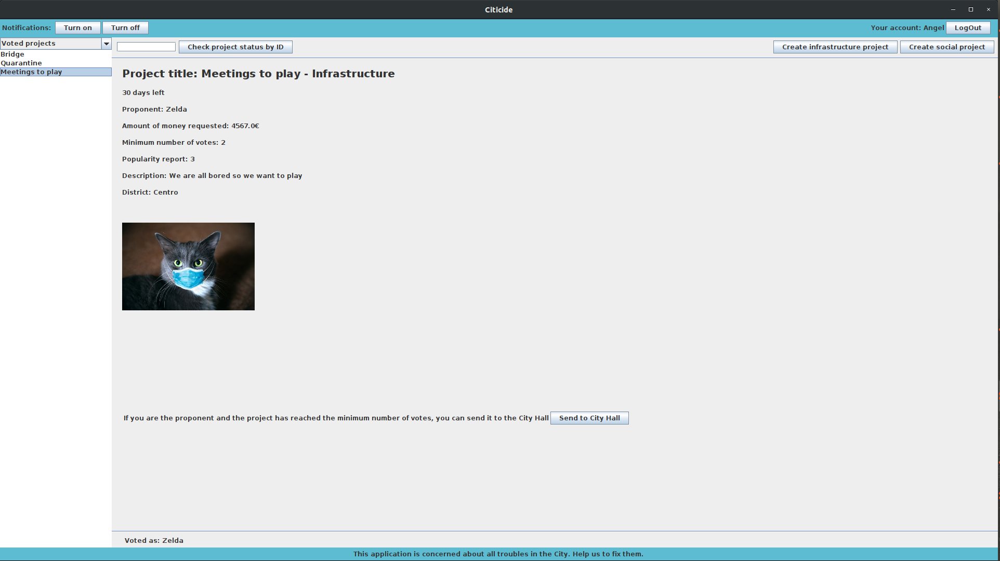 Citicide
Notifications: Turn on Turn off Your account: Angel LogOut
Voted projects
Bridge
Quarantine
Meetings to play
Check project status by ID Create infrastructure project Create social project
Project title: Meetings to play - Infrastructure
30 days left
Proponent: Zelda
Amount of money requested: 4567.0€
Minimum number of votes: 2
Popularity report: 3
Description: We are all bored so we want to play
District: Centro
If you are the proponent and the project has reached the minimum number of votes, you can send it to the City Hall Send to City Hall
Voted as: Zelda
This application is concerned about all troubles in the City. Help us to fix them.